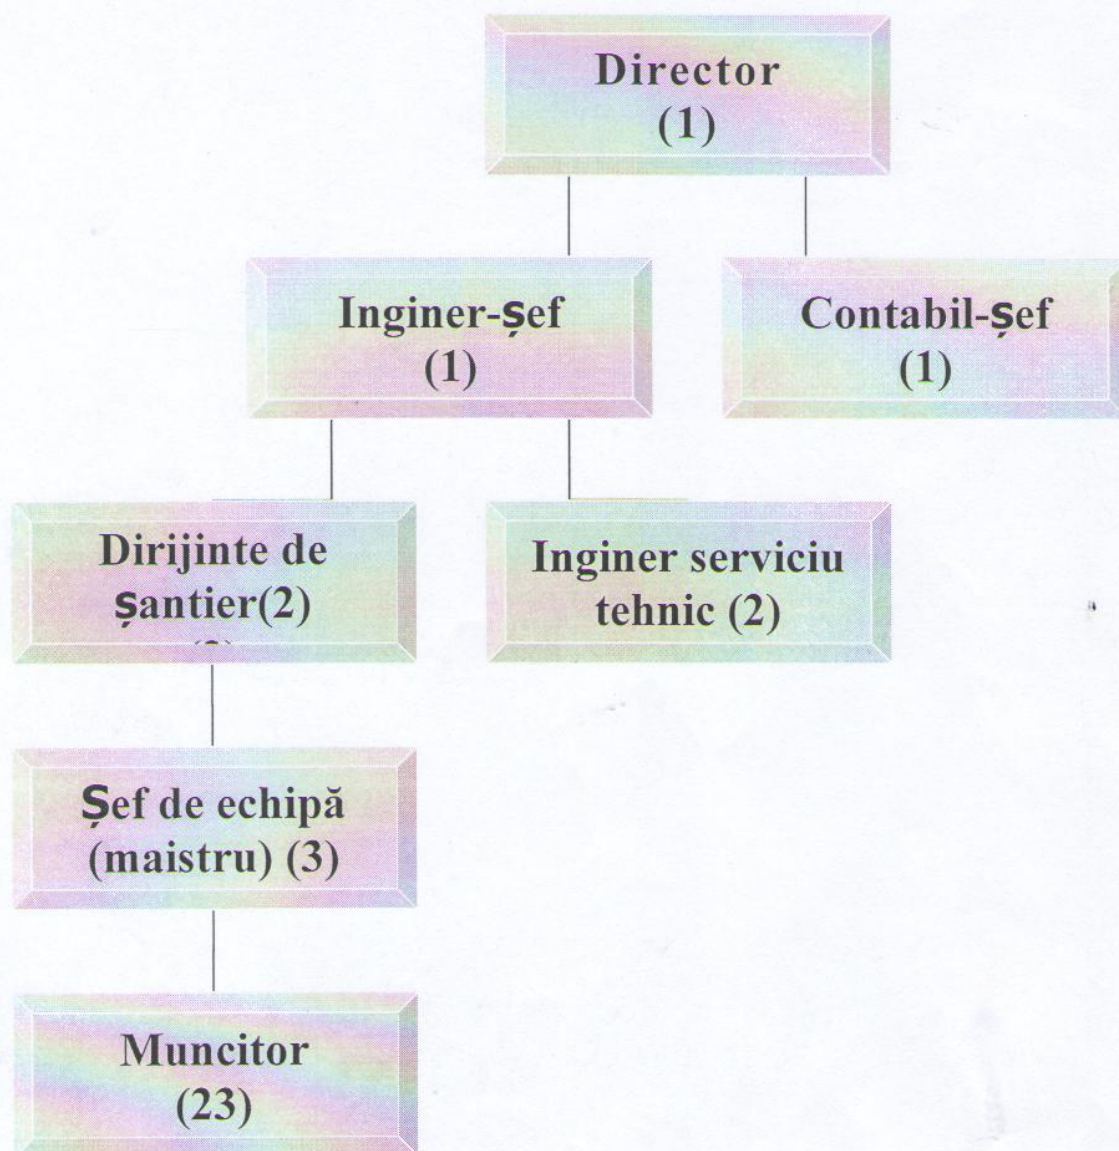 Director
(1)
Inginer-Șef
(1)
Contabil-Șef
(1)
Dirijinte de
Șantier(2)
Inginer serviciu
tehnic (2)
Șef de echipă
(maistru) (3)
Muncitor
(23)